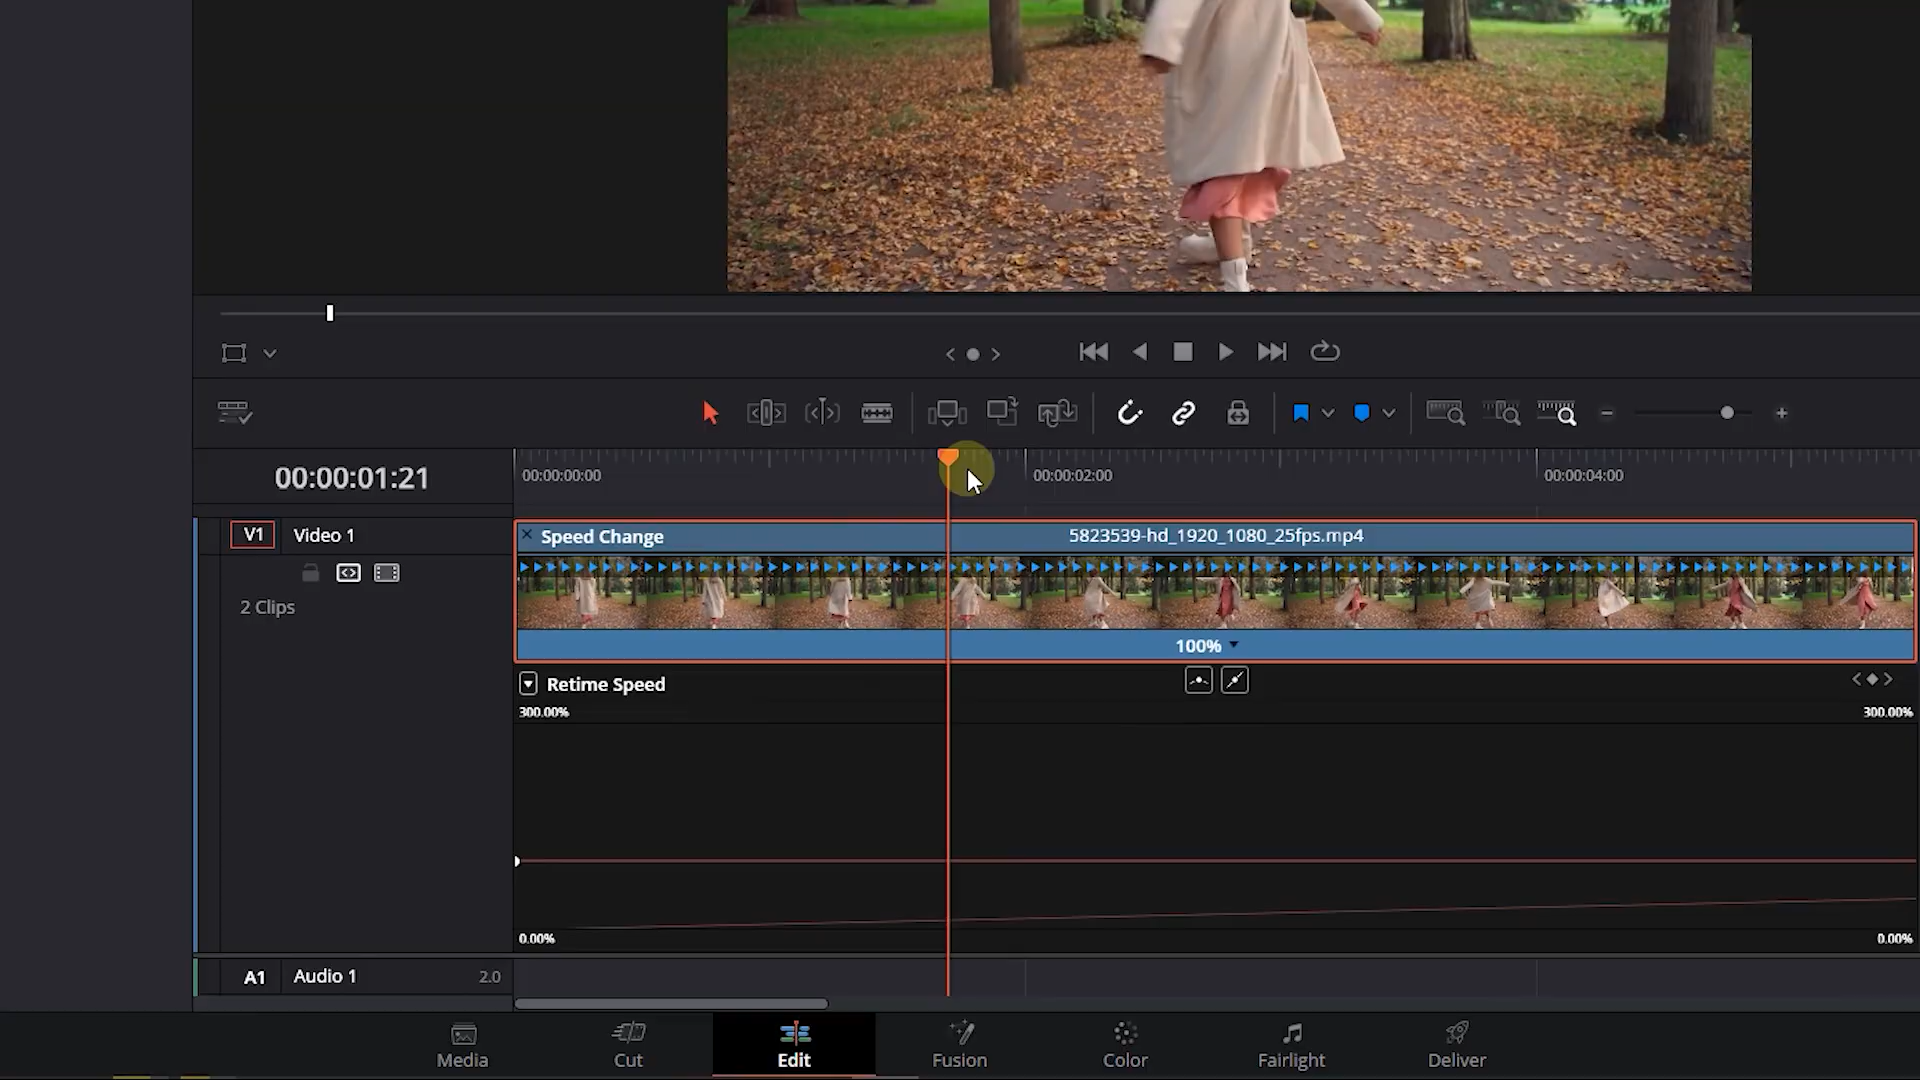 00:00:01:21
00:00:00:00
00:00:02:00
00:00:04:00
V1
Video 1
Speed Change
5823539-hd_1920_1080_25fps.mp4
2 Clips
100%
Retime Speed
300.00%
300.00%
0.00%
0.00%
A1
Audio 1
2.0
Media
Cut
Edit
Fusion
Color
Fairlight
Deliver